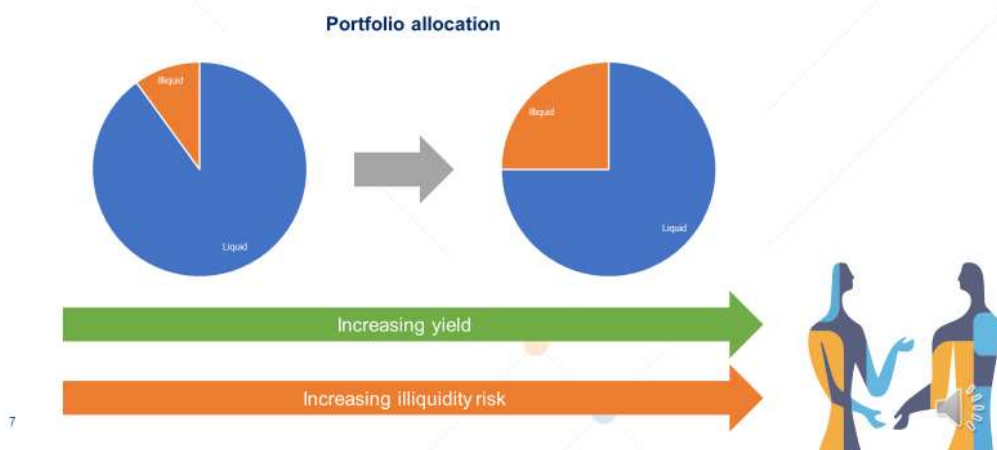 Portfolio allocation
Illiquid
Liquid
Illiquid
Liquid
Increasing yield
Increasing illiquidity risk
7